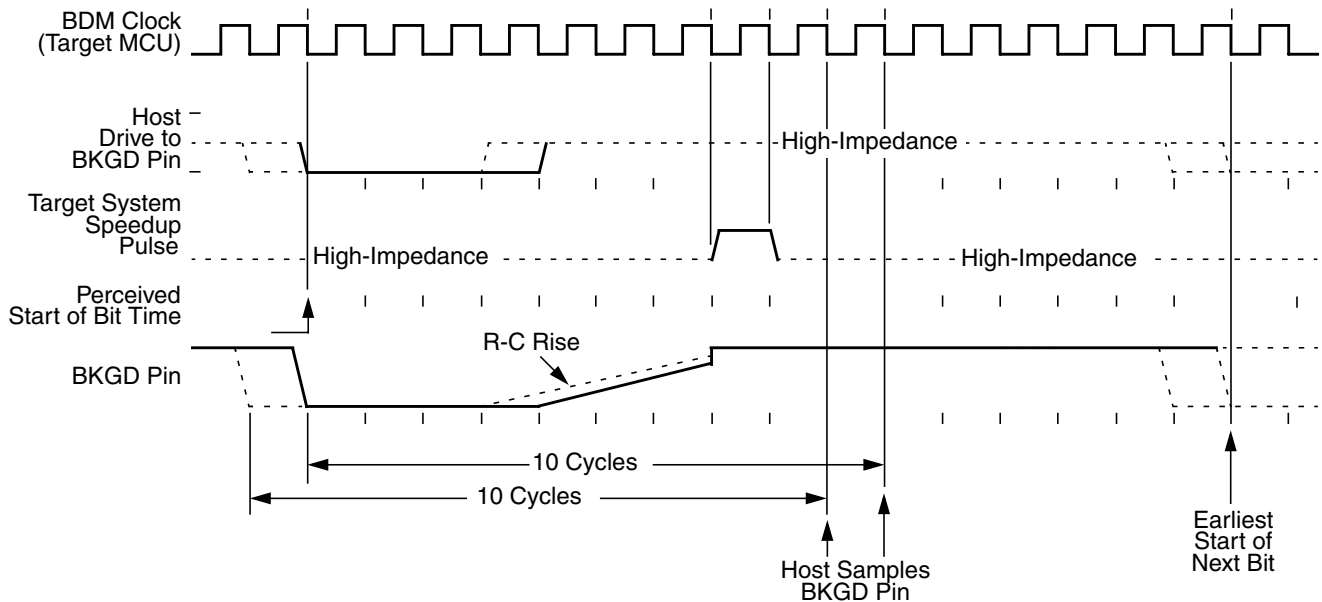 BDM Clock
(Target MCU)
Host
Drive to
BKGD Pin
High-Impedance
Target System
Speedup
Pulse
High-Impedance
High-Impedance
Perceived
Start of Bit Time
R-C Rise
BKGD Pin
10 Cycles
10 Cycles
Host Samples
BKGD Pin
Earliest
Start of
Next Bit